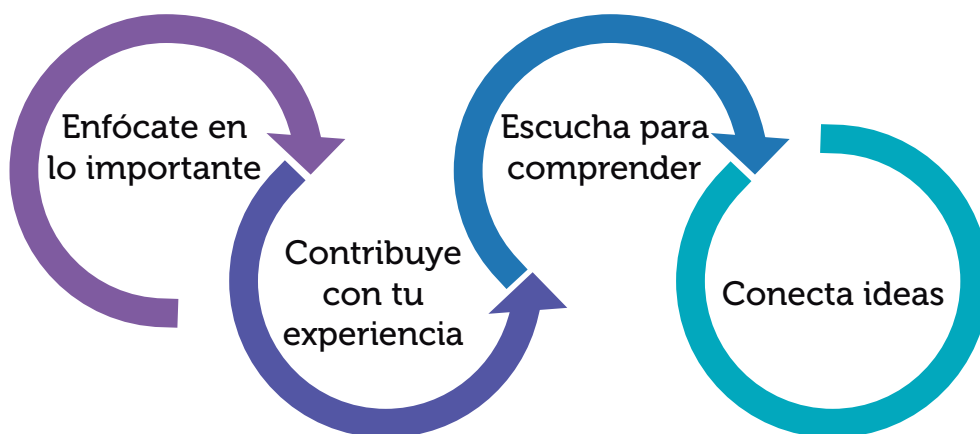 Enfócate en
lo importante
Contribuye
con tu
experiencia
Escucha para
comprender
Conecta ideas